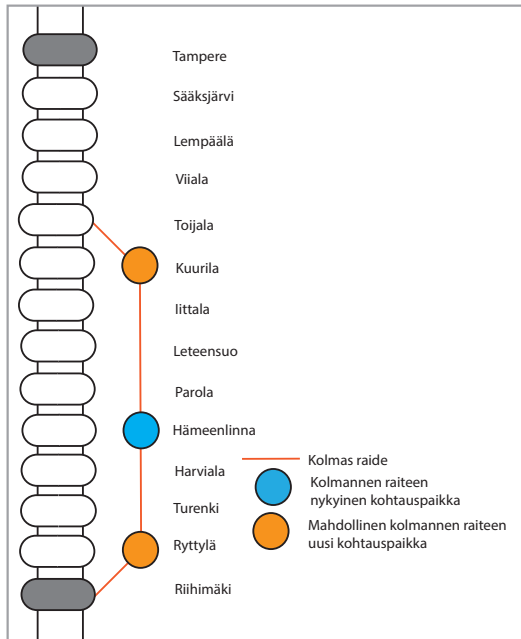 Tampere
Sääksjärvi
Lempäälä
Viiala
Toijala
Kuurila
Iittala
Leteensuo
Parola
Hämeenlinna
Harviala
Turenki
Ryttylä
Riihimäki
Kolmas raide
Kolmannen raiteen
nykyinen kohtauspaikka
Mahdollinen kolmannen raiteen
uusi kohtauspaikka